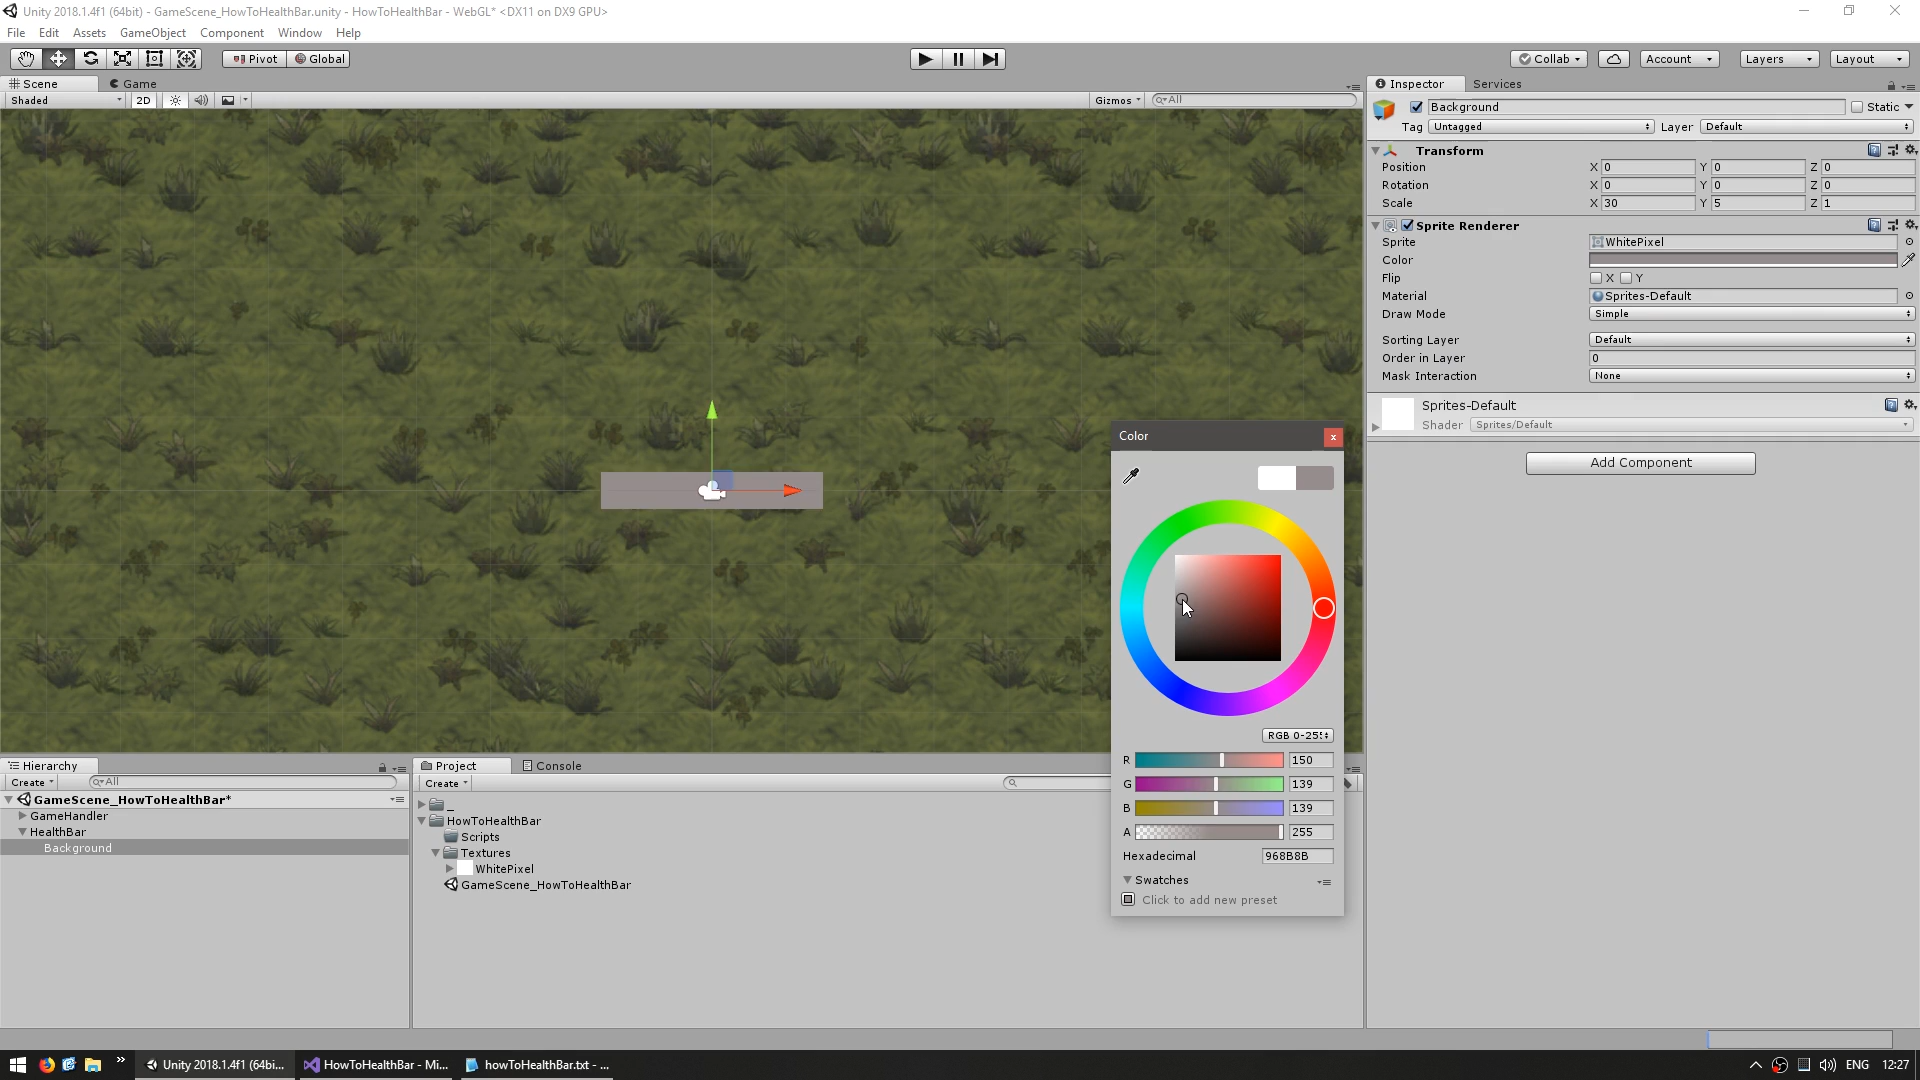 Unity 2018.1.4f1 (64bit) - GameScene_HowToHealthBar.unity - HowToHealthBar - WebGL* <DX11 on DX9 GPU>
File Edit Assets GameObject Component Window Help
Pivot Global Collab Account Layers Layout
Scene Game
Shaded 2D Gizmos All
Inspector Services
Background Static
Tag Untagged Layer Default
Transform
Position X 0 Y 0 Z 0
Rotation X 0 Y 0 Z 0
Scale X 30 Y 5 Z 1
Sprite Renderer
Sprite WhitePixel
Color
Flip X Y
Material Sprites-Default
Draw Mode Simple
Sorting Layer Default
Order in Layer 0
Mask Interaction None
Sprites-Default
Shader Sprites/Default
Add Component
Color
RGB 0-255
R 150
G 139
B 139
A 255
Hexadecimal 968B8B
Swatches
Click to add new preset
Hierarchy
Create All
GameScene_HowToHealthBar*
GameHandler
HealthBar
Background
Project Console
Create
_
HowToHealthBar
Scripts
Textures
WhitePixel
GameScene_HowToHealthBar
Unity 2018.1.4f1 (64bi... HowToHealthBar - Mi... howToHealthBar.txt - ... ENG 12:27